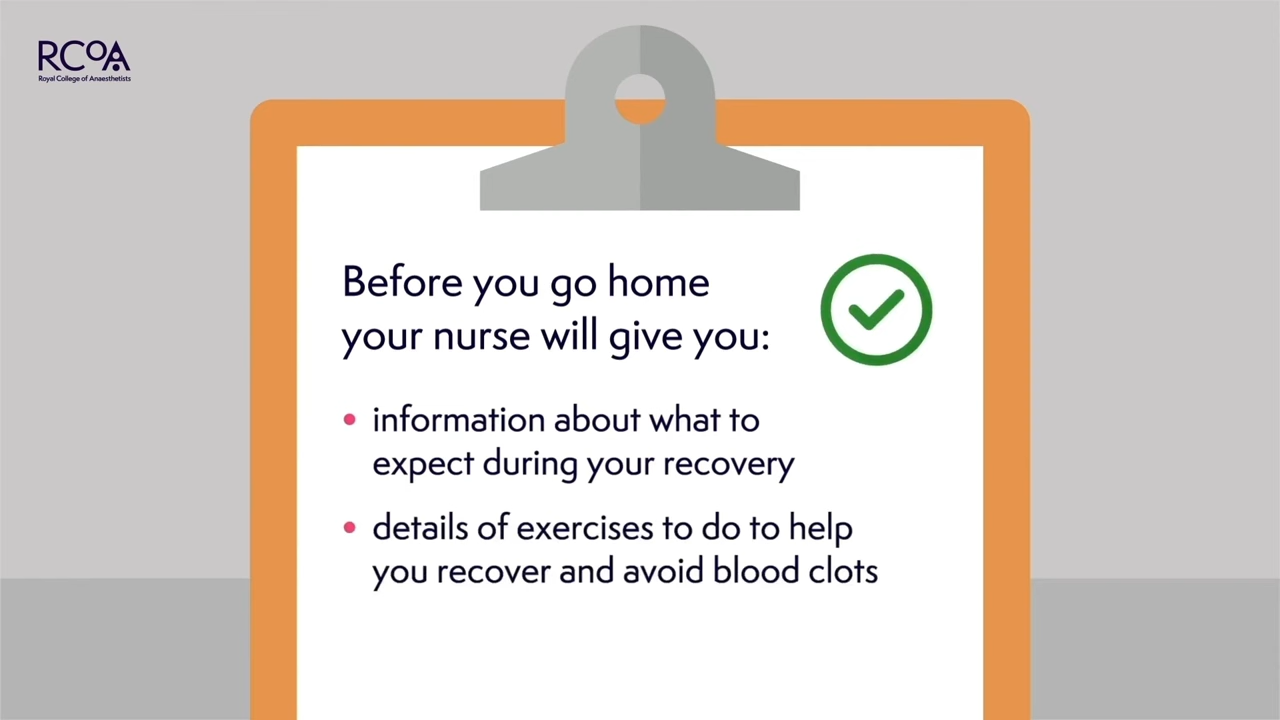 RCoA
Royal College of Anaesthetists
Before you go home
your nurse will give you:
• information about what to
expect during your recovery
• details of exercises to do to help
you recover and avoid blood clots